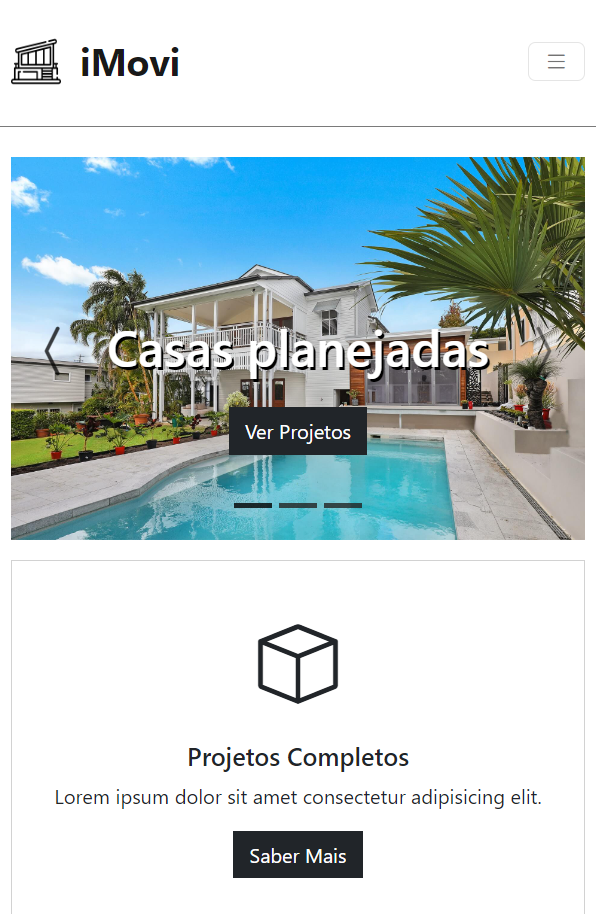 iMovi
Casas planejadas
Ver Projetos
Projetos Completos
Lorem ipsum dolor sit amet consectetur adipisicing elit.
Saber Mais